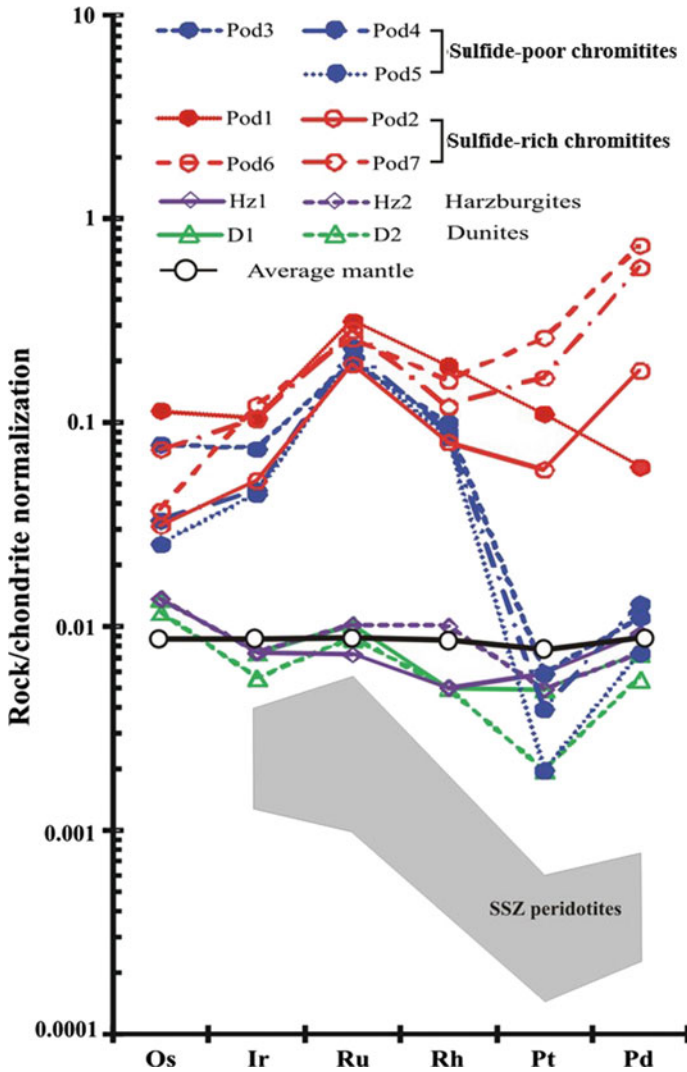 10
Pod3 Pod4 Sulfide-poor chromitites
Pod5
Pod1 Pod2 Sulfide-rich chromitites
Pod6 Pod7
1
Hz1 Hz2 Harzburgites
D1 D2 Dunites
Average mantle
0.1
0.01
0.001
0.0001
Rock/chondrite normalization
SSZ peridotites
Os Ir Ru Rh Pt Pd